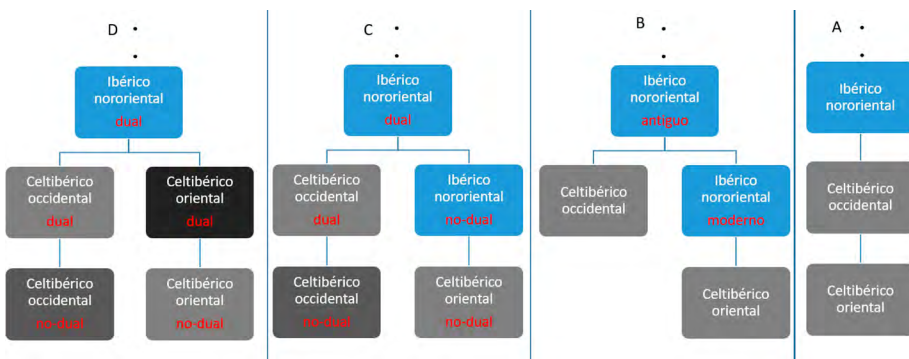 D
Ibérico
nororiental
dual
Celtibérico
occidental
dual
Celtibérico
oriental
dual
Celtibérico
occidental
no-dual
Celtibérico
oriental
no-dual
C
Ibérico
nororiental
dual
Celtibérico
occidental
dual
Ibérico
nororiental
no-dual
Celtibérico
occidental
no-dual
Celtibérico
oriental
no-dual
B
Ibérico
nororiental
antiguo
Celtibérico
occidental
Ibérico
nororiental
moderno
Celtibérico
oriental
A
Ibérico
nororiental
Celtibérico
occidental
Celtibérico
oriental